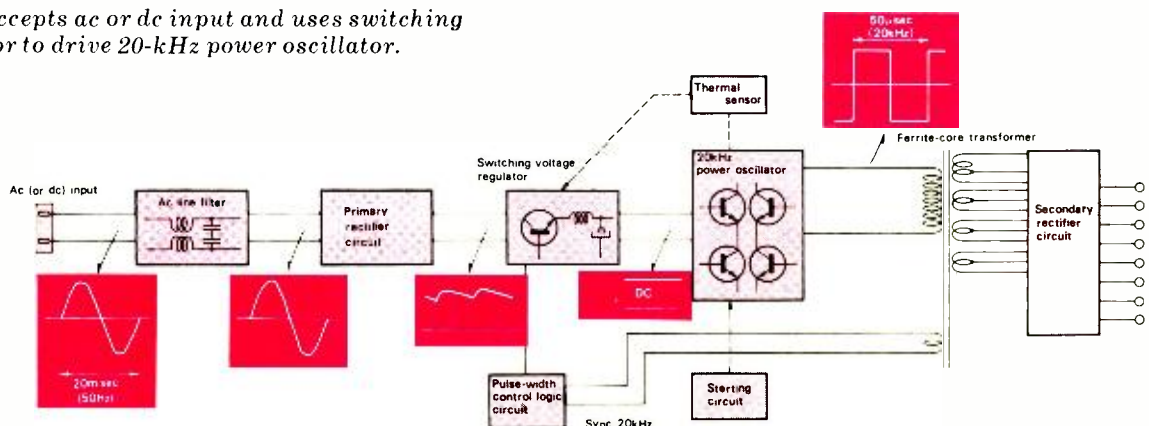 ccepts ac or dc input and uses switching
or to drive 20-kHz power oscillator.
50µsec
(20kHz)
Thermal
sensor
Ferrite-core transformer
Switching voltage
regulator
20kHz
power oscillator
Ac (or dc) input
Ac line filter
Primary
rectifier
circuit
Secondary
rectifier
circuit
DC
20msec
(50Hz)
Pulse-width
control logic
circuit
Starting
circuit
Sync 20kHz